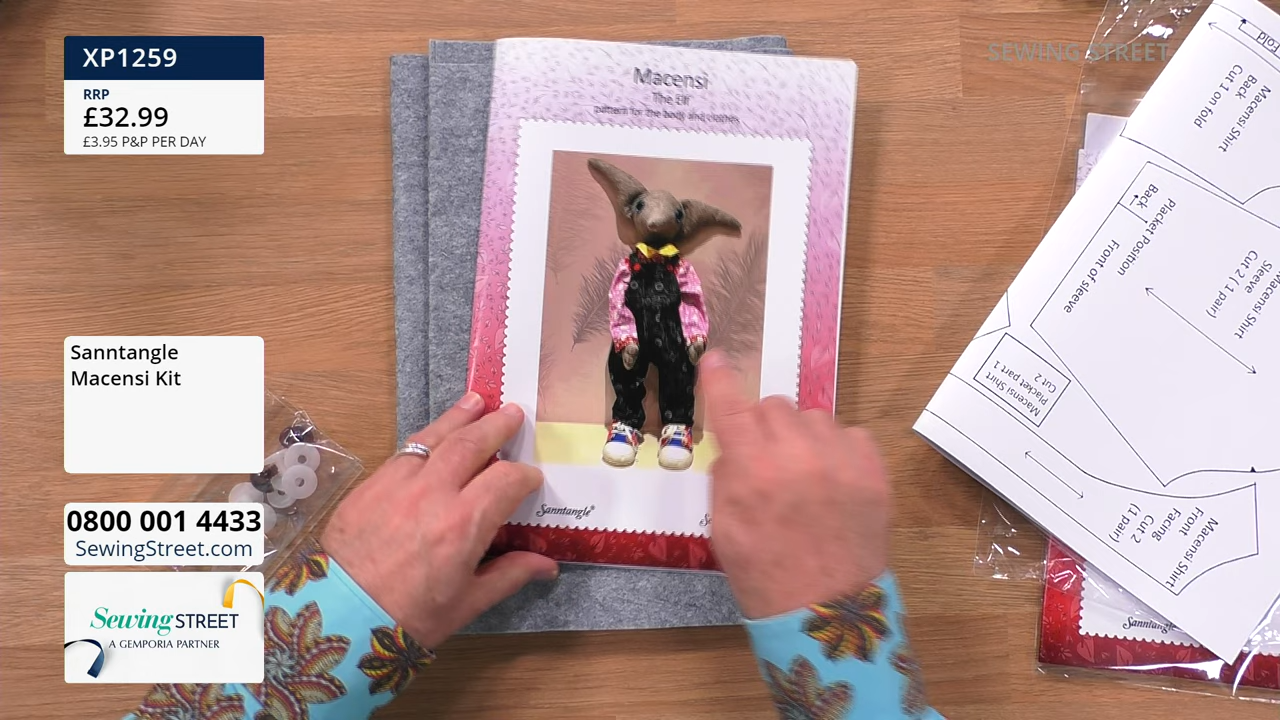 XP1259
RRP
£32.99
£3.95 P&P PER DAY
Sanntangle
Macensi Kit
0800 001 4433
SewingStreet.com
Sewing STREET
A GEMPORIA PARTNER
SEWING STREET
Macensi
The Elf
pattern for the body and clothes
Sanntangle®
Macensi Shirt
Back
Cut 1 on fold
fold
Macensi Shirt
Sleeve
Cut 2 (1 pair)
Back
Placket Position
Front of sleeve
Macensi Shirt
Placket part 1
Cut 2
Macensi Shirt
Front
Facing
Cut 2
(1 pair)
Sanntangle